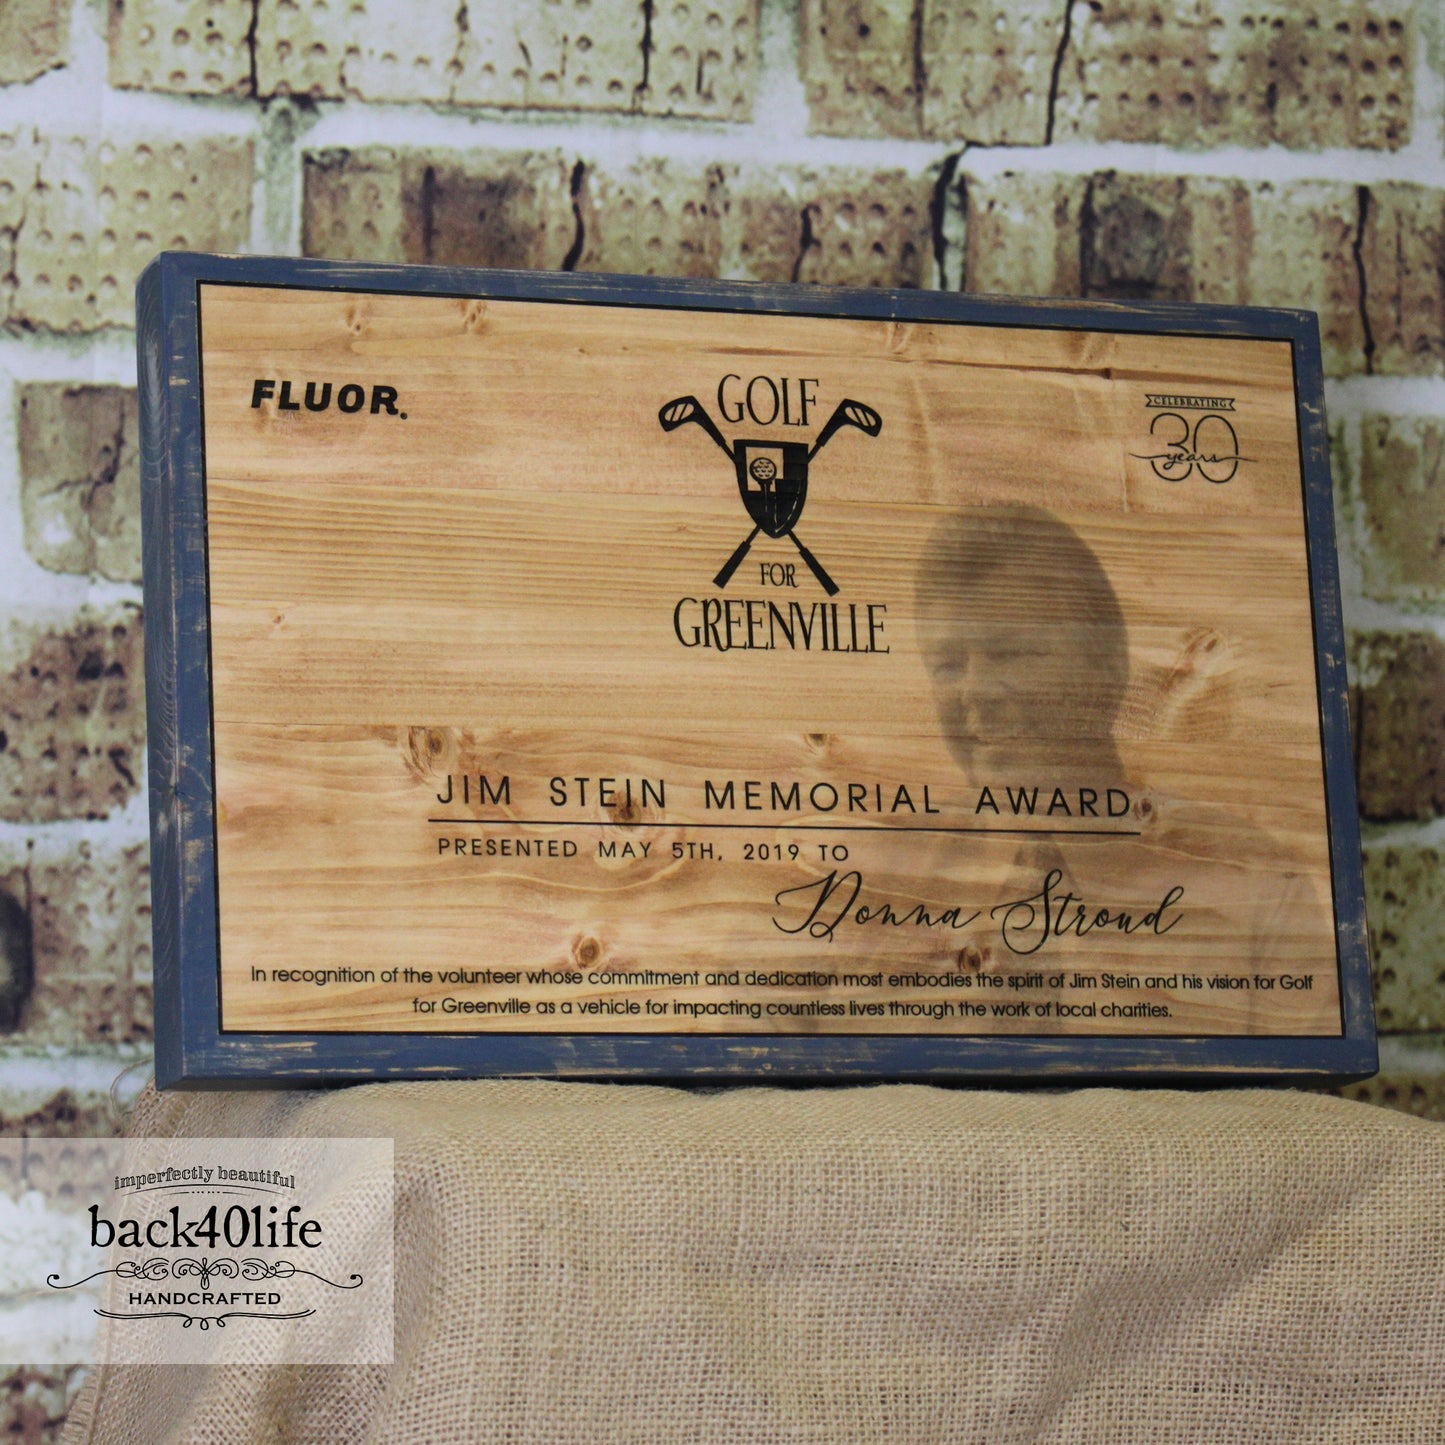 FLUOR.
GOLF
FOR
GREENVILLE
CELEBRATING
30
years
JIM STEIN MEMORIAL AWARD
PRESENTED MAY 5TH, 2019 TO
Donna Stroud
In recognition of the volunteer whose commitment and dedication most embodies the spirit of Jim Stein and his vision for Golf
for Greenville as a vehicle for impacting countless lives through the work of local charities.
imperfectly beautiful
back40life
HANDCRAFTED